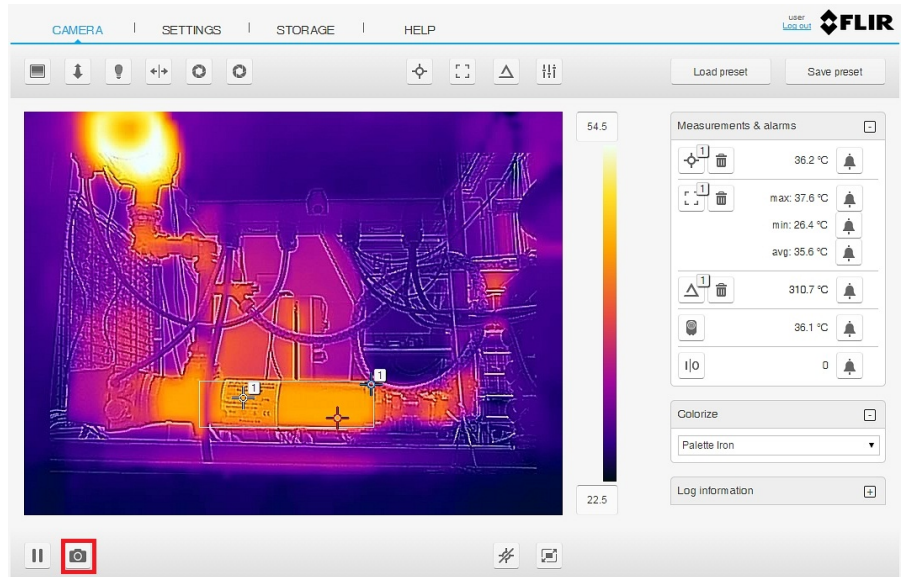 CAMERA SETTINGS STORAGE HELP
user
Log out
FLIR
Load preset Save preset
54.5
Measurements & alarms
1 36.2 °C
1 max: 37.6 °C
min: 26.4 °C
avg: 35.6 °C
1 310.7 °C
36.1 °C
I|O 0
1
1
Colorize
Palette Iron
Log information
22.5